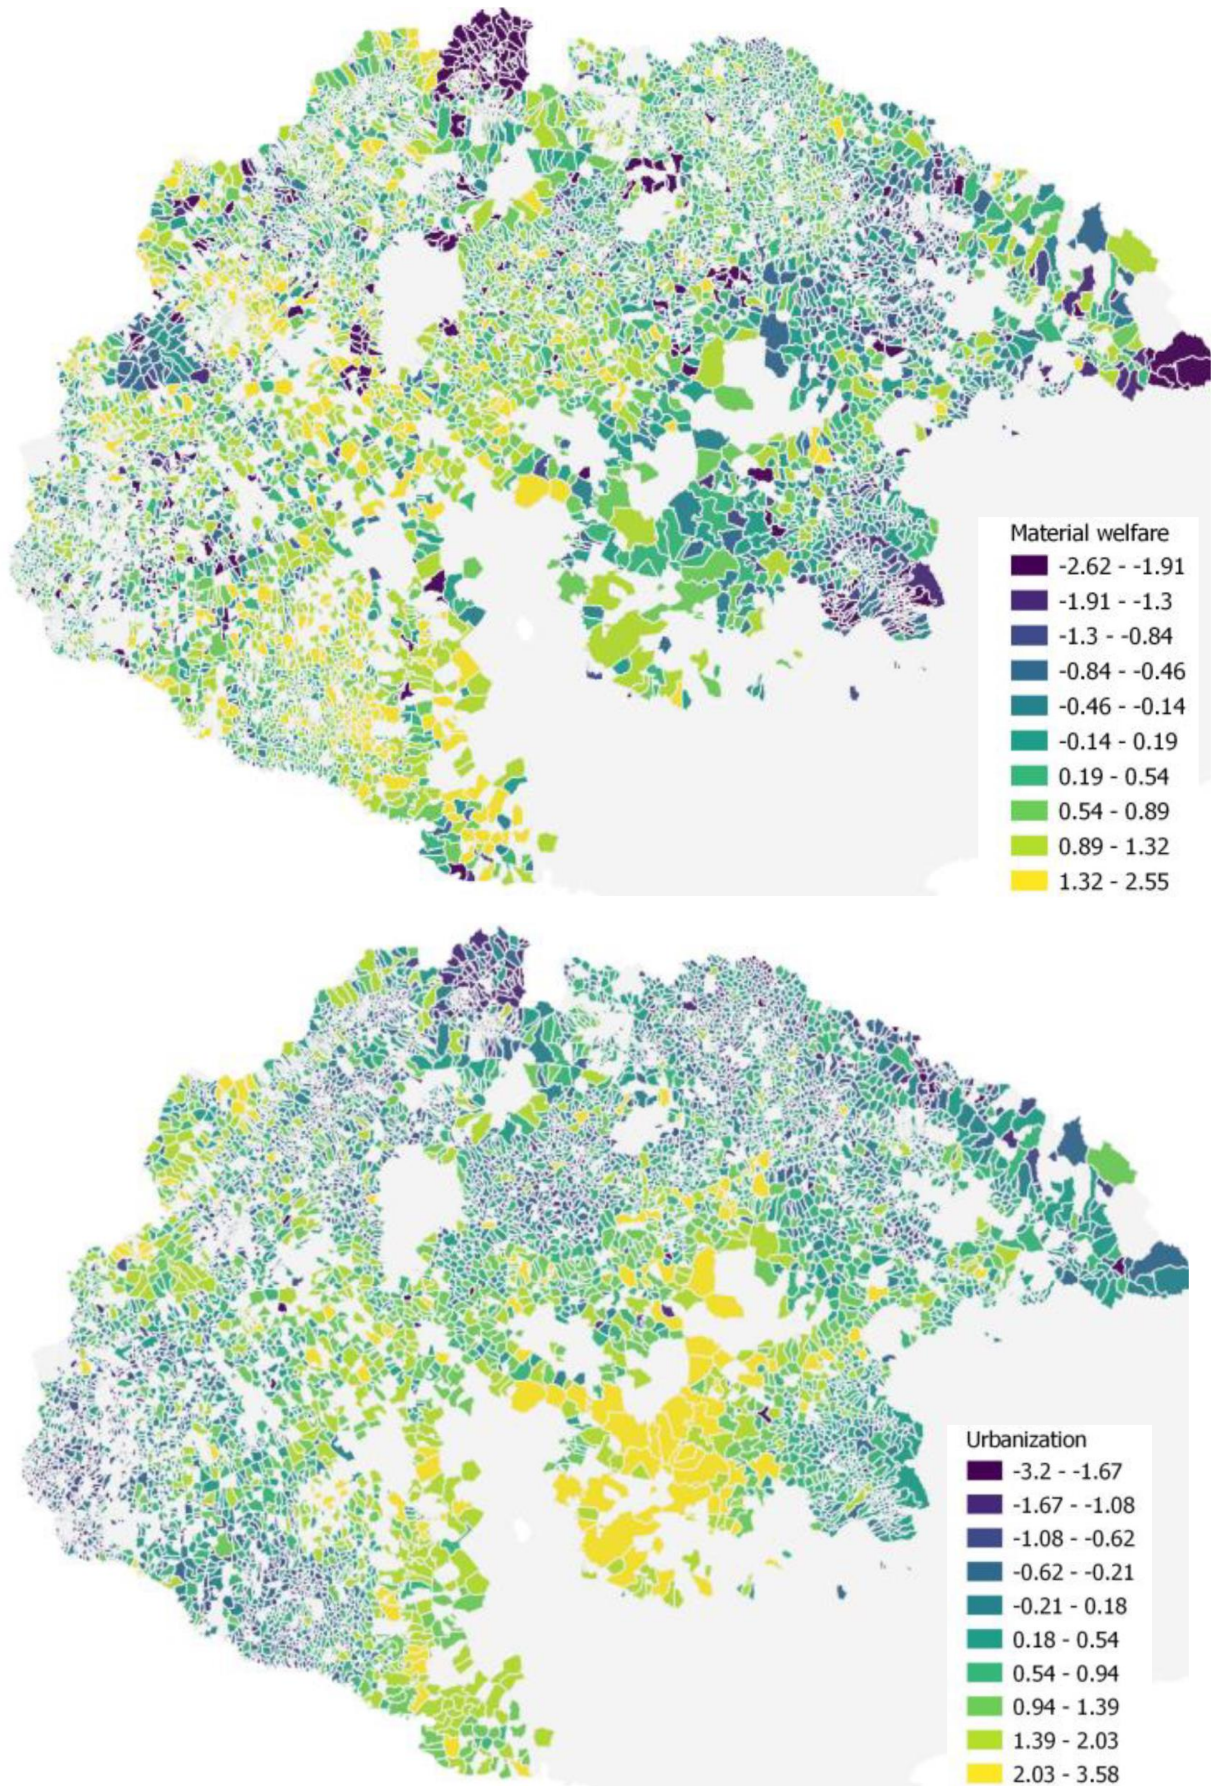 Material welfare
-2.62 - -1.91
-1.91 - -1.3
-1.3 - -0.84
-0.84 - -0.46
-0.46 - -0.14
-0.14 - 0.19
0.19 - 0.54
0.54 - 0.89
0.89 - 1.32
1.32 - 2.55
Urbanization
-3.2 - -1.67
-1.67 - -1.08
-1.08 - -0.62
-0.62 - -0.21
-0.21 - 0.18
0.18 - 0.54
0.54 - 0.94
0.94 - 1.39
1.39 - 2.03
2.03 - 3.58